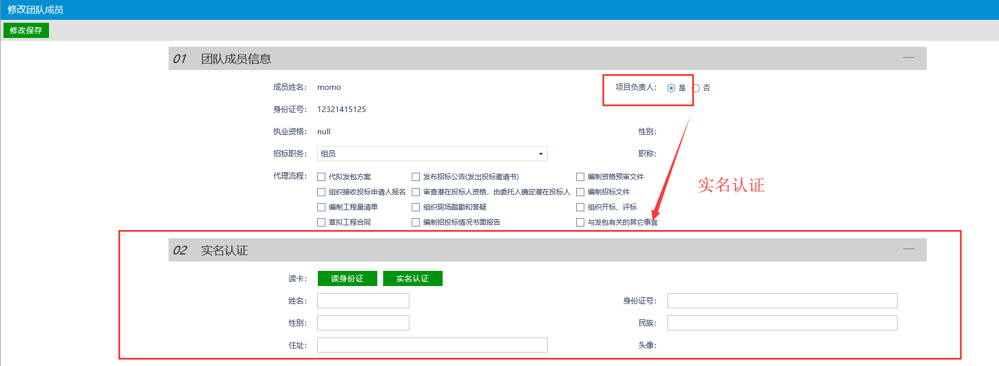 修改团队成员
修改保存
01 团队成员信息
成员姓名： momo 项目负责人： 是 否
身份证号： 12321415125
执业资格： null 性别：
招标职务： 组员 职称：
代理流程： 代拟发包方案 发布招标公告(发出投标邀请书) 编制资格预审文件
组织接收投标申请人报名 审查潜在投标人资格，由委托人确定潜在投标人 编制招标文件
编制工程量清单 组织现场踏勘和答疑 组织开标、评标
草拟工程合同 编制招投标情况书面报告 与发包有关的其它事宜
实名认证
02 实名认证
读卡： 读身份证 实名认证
姓名： 身份证号：
性别： 民族：
住址： 头像：